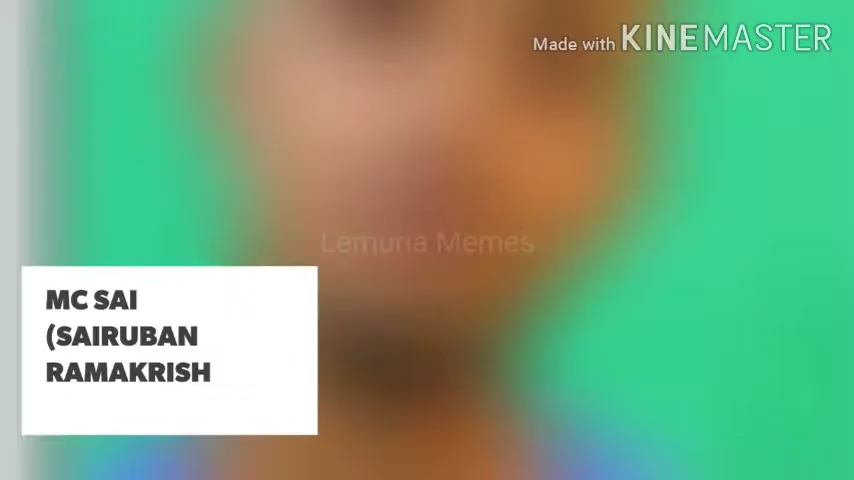 Made with KINEMASTER
Lemuria Memes
MC SAI
(SAIRUBAN
RAMAKRISH